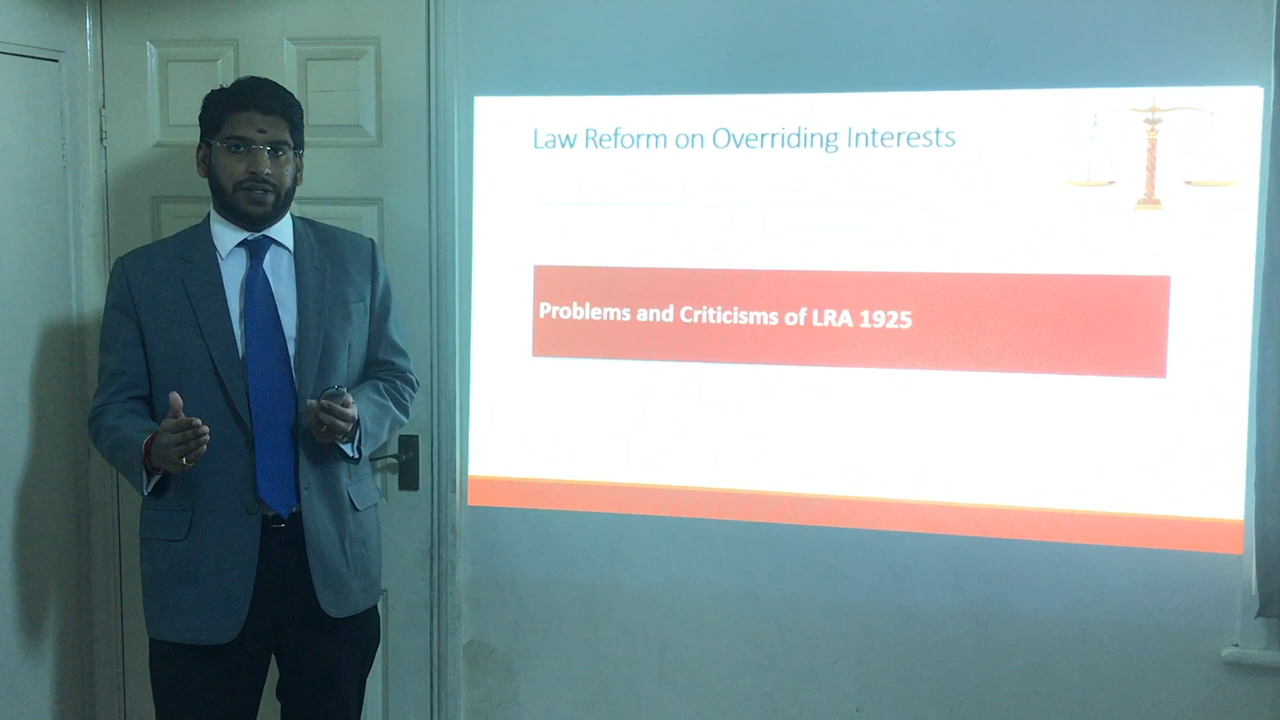 Law Reform on Overriding Interests
Problems and Criticisms of LRA 1925